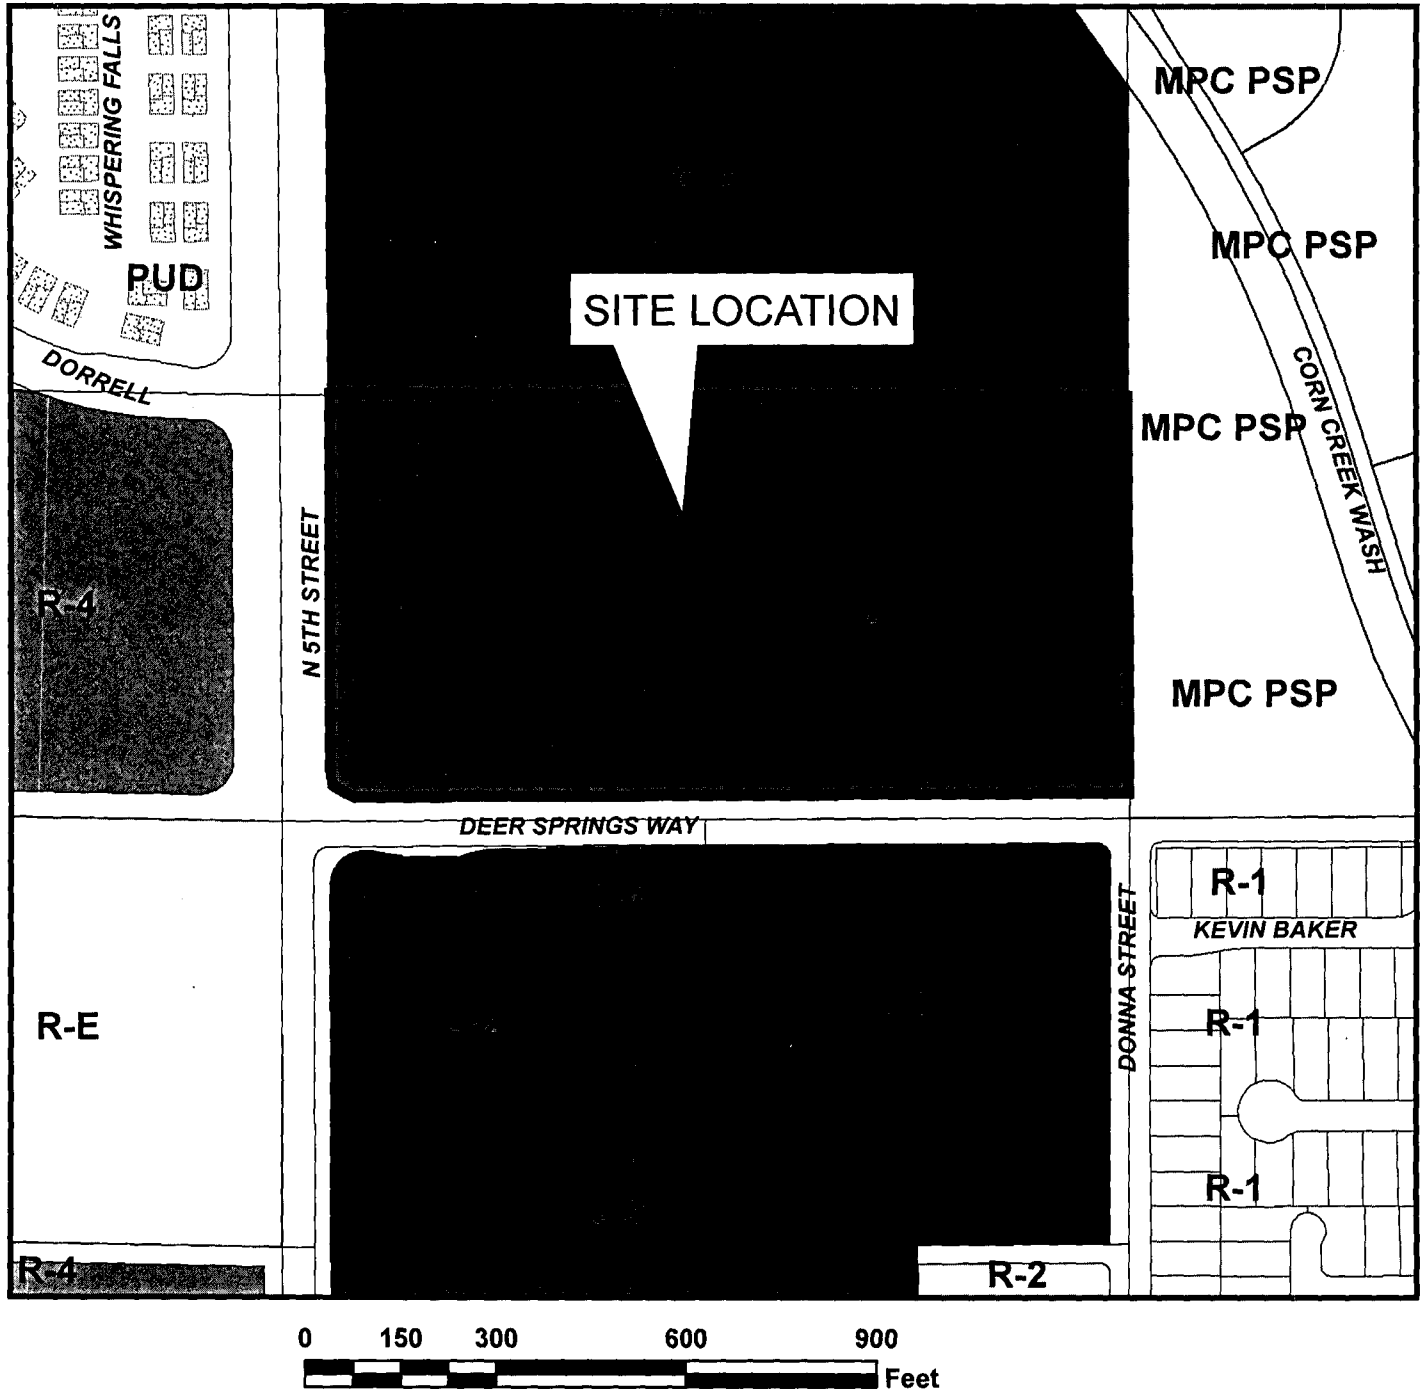 WHISPERING FALLS
MPC PSP
MPC PSP
PUD
SITE LOCATION
DORRELL
CORN CREEK WASH
MPC PSP
N 5TH STREET
R-4
MPC PSP
DEER SPRINGS WAY
R-1
KEVIN BAKER
DONNA STREET
R-E
R-1
R-1
R-4
R-2
0 150 300 600 900
Feet